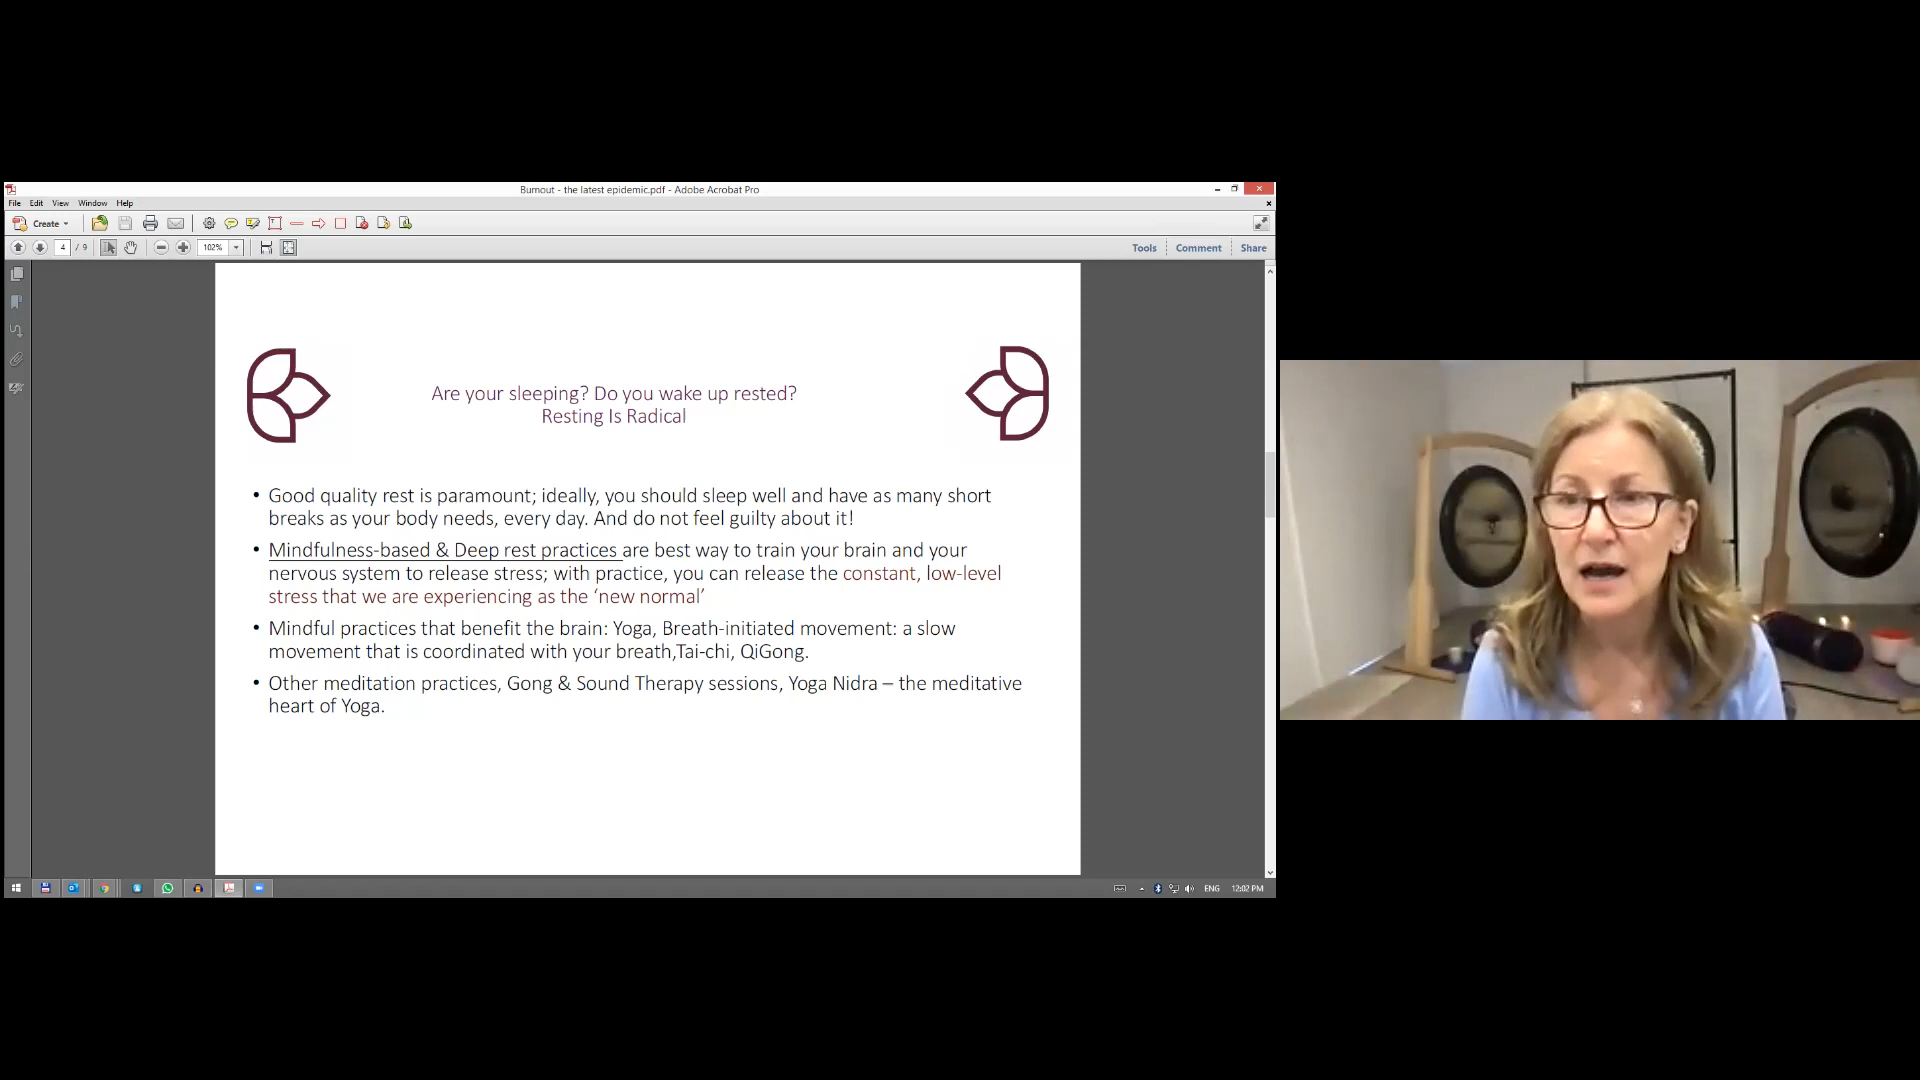 Burnout - the latest epidemic.pdf - Adobe Acrobat Pro
File Edit View Window Help
Create
4 / 9 102% Tools Comment Share
Are your sleeping? Do you wake up rested?
Resting Is Radical
• Good quality rest is paramount; ideally, you should sleep well and have as many short
breaks as your body needs, every day. And do not feel guilty about it!
• Mindfulness-based & Deep rest practices are best way to train your brain and your
nervous system to release stress; with practice, you can release the constant, low-level
stress that we are experiencing as the ‘new normal’
• Mindful practices that benefit the brain: Yoga, Breath-initiated movement: a slow
movement that is coordinated with your breath,Tai-chi, QiGong.
• Other meditation practices, Gong & Sound Therapy sessions, Yoga Nidra – the meditative
heart of Yoga.
ENG 12:02 PM